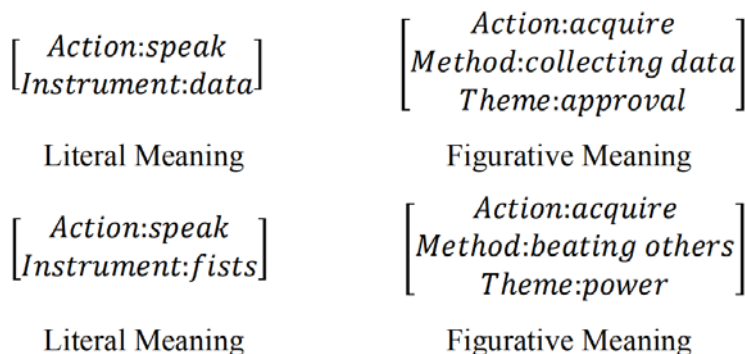 Action:speak
Instrument:data
Literal Meaning
Action:acquire
Method:collecting data
Theme:approval
Figurative Meaning
Action:speak
Instrument:fists
Literal Meaning
Action:acquire
Method:beating others
Theme:power
Figurative Meaning